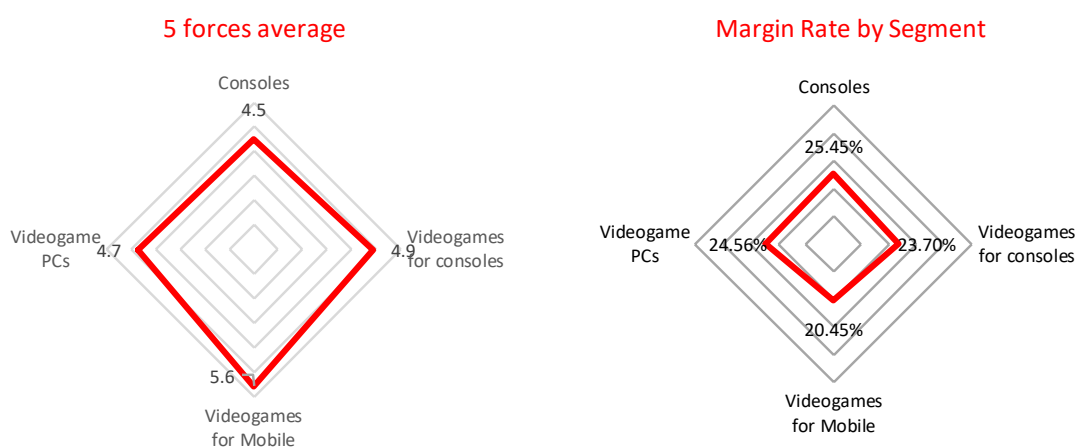 5 forces average
Consoles
4.5
Videogame
PCs
4.7
4.9
Videogames
for consoles
5.6
Videogames
for Mobile
Margin Rate by Segment
Consoles
25.45%
Videogame
PCs
24.56%
23.70%
Videogames
for consoles
20.45%
Videogames
for Mobile